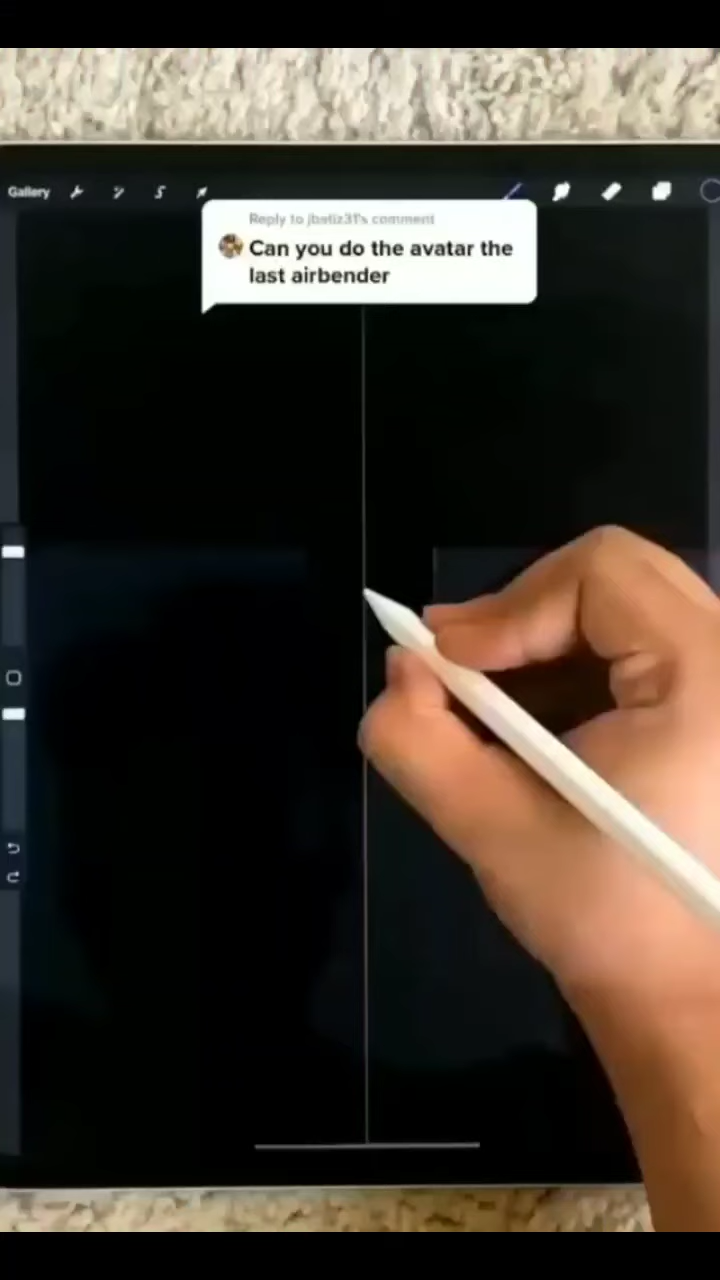 Gallery
Reply to jbatiz31's comment
Can you do the avatar the
last airbender